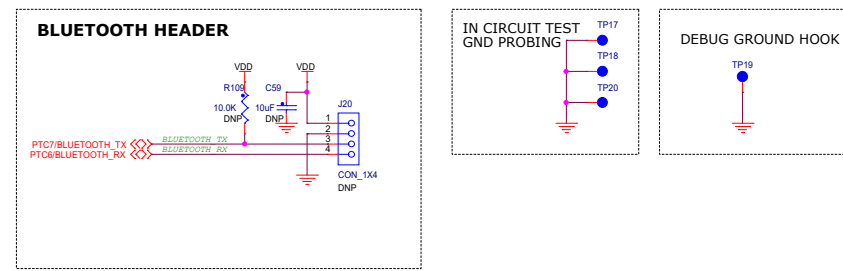 BLUETOOTH HEADER
VDD
VDD
R109
C59
10.0K
10uF
DNP
DNP
J20
1
2
3
4
PTC7/BLUETOOTH_TX
BLUETOOTH_TX
PTC6/BLUETOOTH_RX
BLUETOOTH_RX
CON_1X4
DNP
IN CIRCUIT TEST
GND PROBING
TP17
TP18
TP20
DEBUG GROUND HOOK
TP19